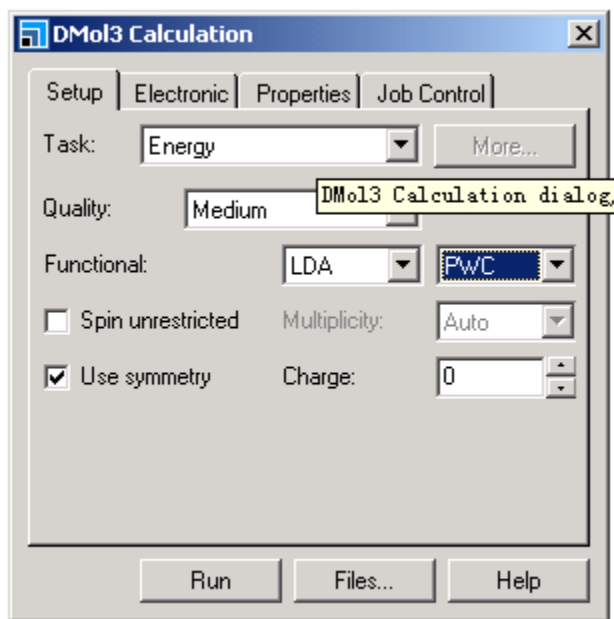 DMol3 Calculation
Setup Electronic Properties Job Control
Task: Energy More...
DMol3 Calculation dialog,
Quality: Medium
Functional: LDA PWC
Spin unrestricted Multiplicity: Auto
Use symmetry Charge: 0
Run Files... Help